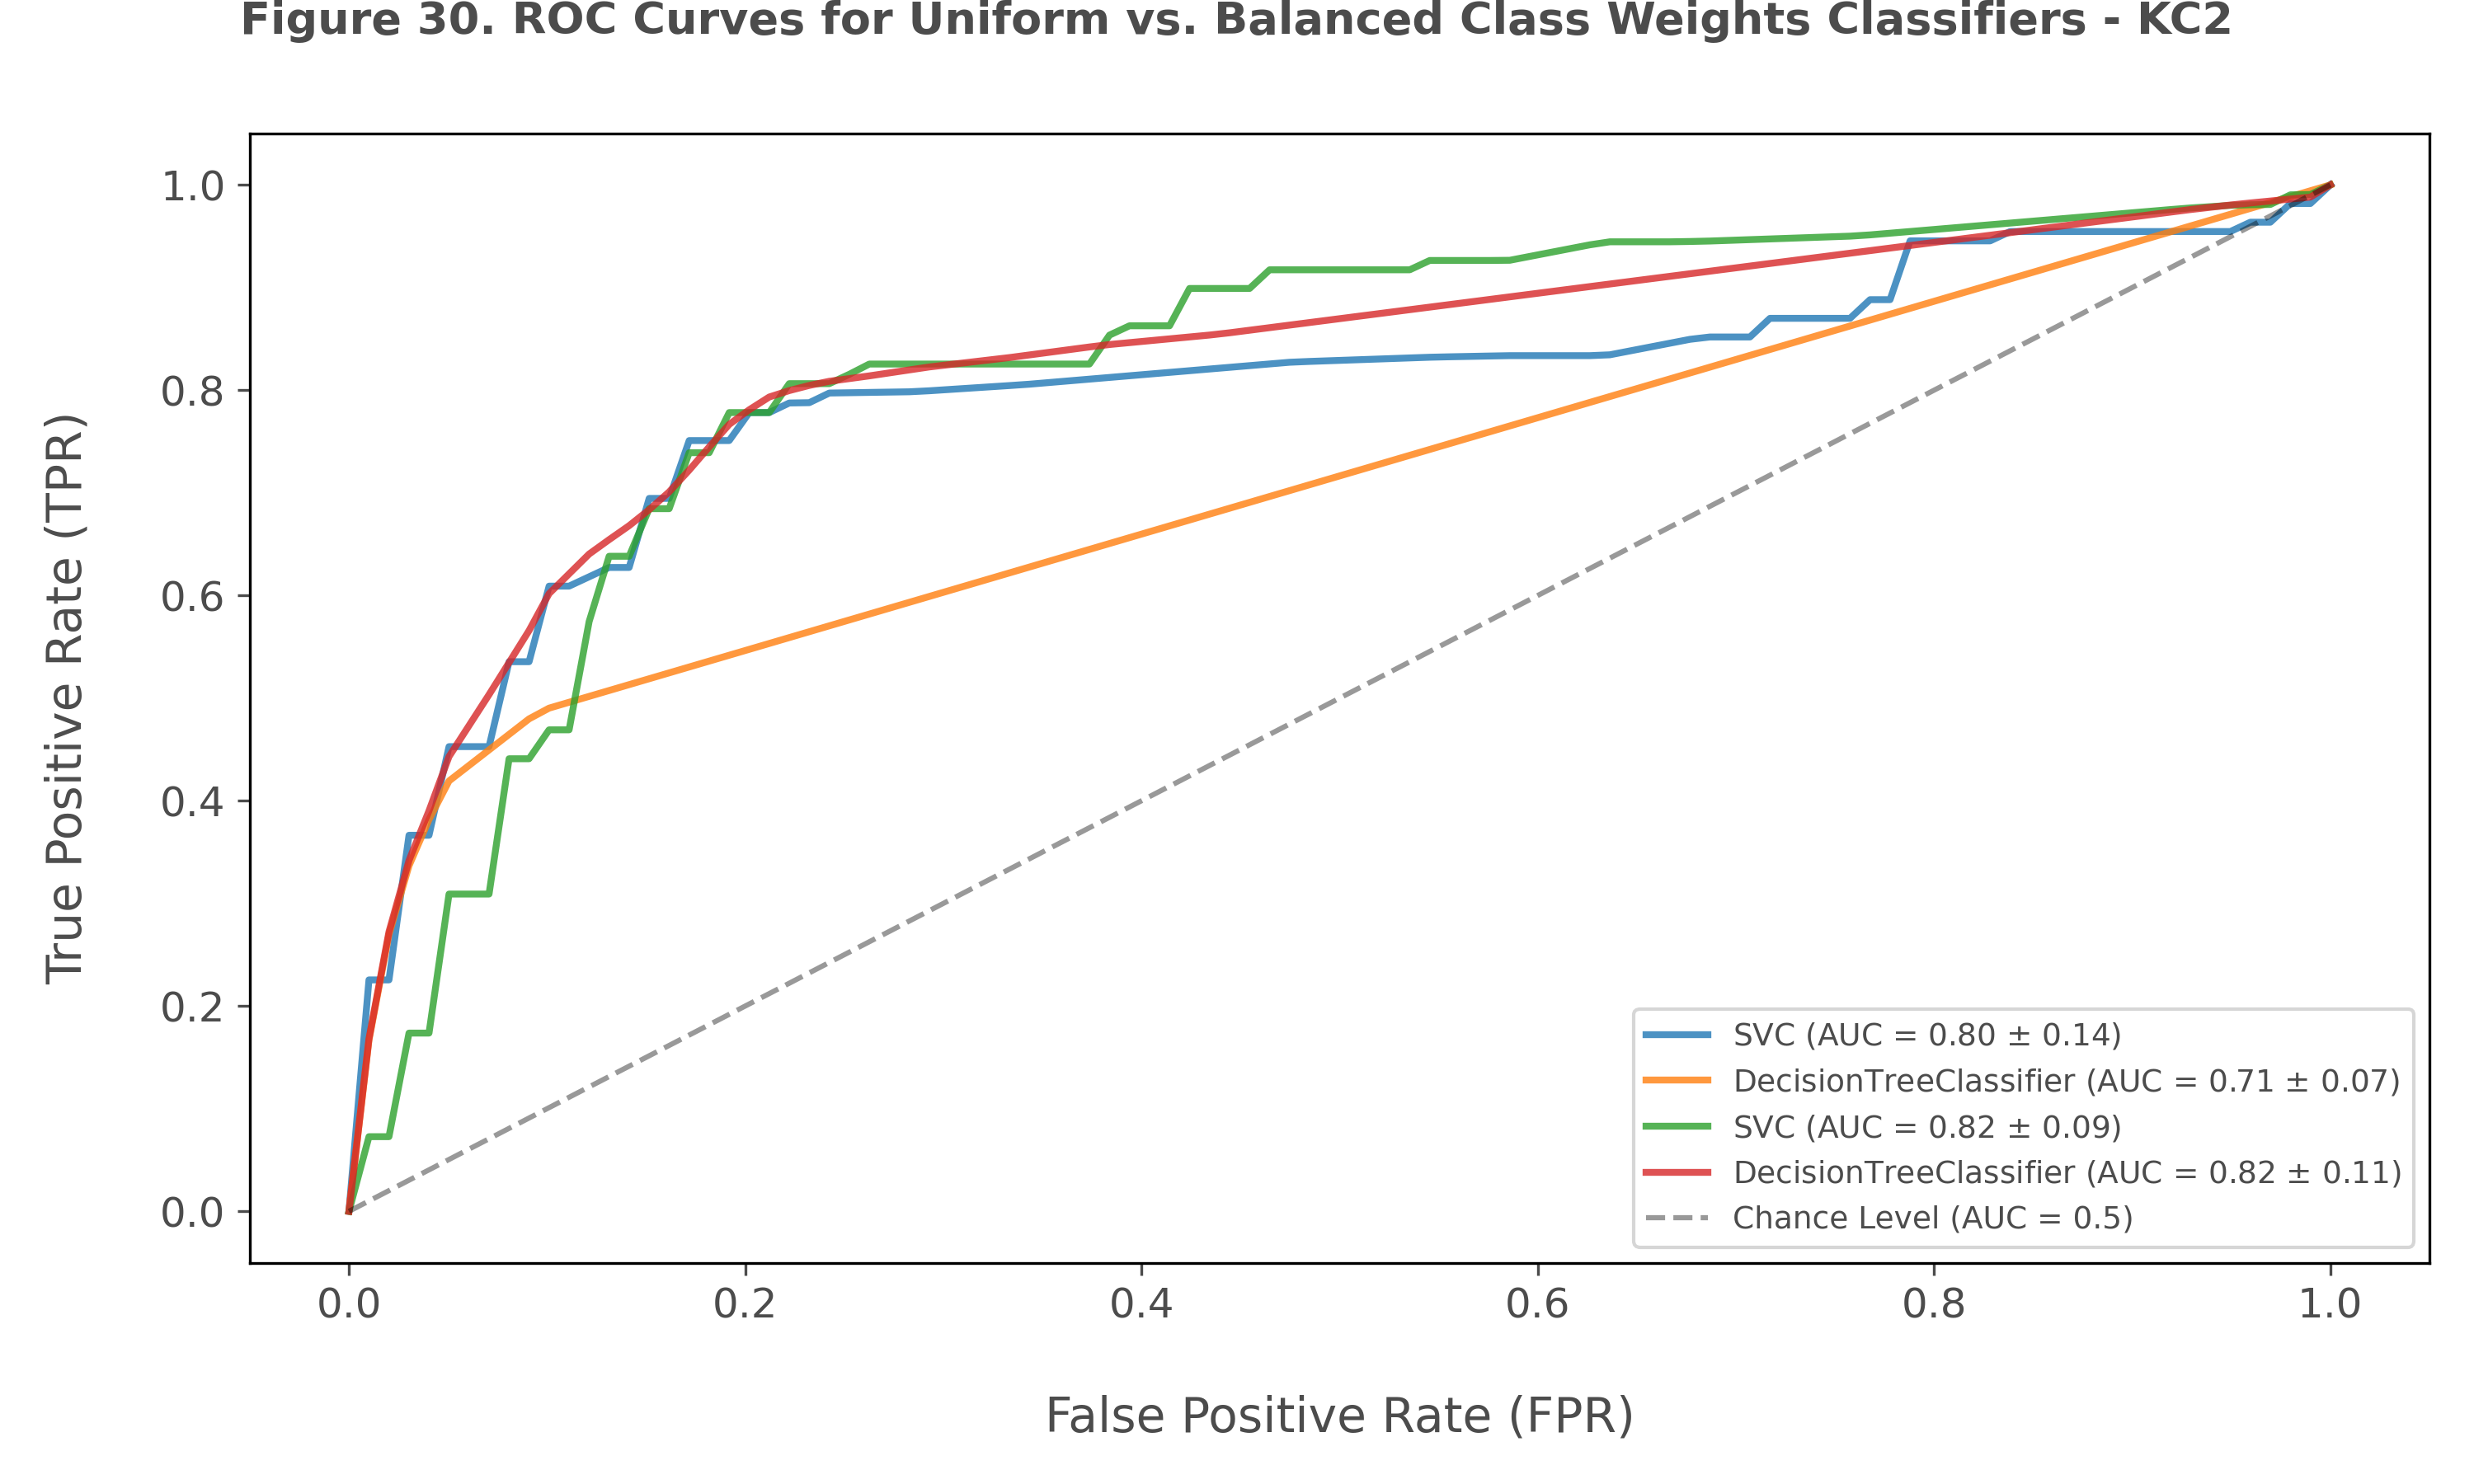 Figure 30. ROC Curves for Uniform vs. Balanced Class Weights Classifiers - KC2
True Positive Rate (TPR)
1.0
0.8
0.6
0.4
0.2
0.0
SVC (AUC = 0.80 ± 0.14)
DecisionTreeClassifier (AUC = 0.71 ± 0.07)
SVC (AUC = 0.82 ± 0.09)
DecisionTreeClassifier (AUC = 0.82 ± 0.11)
Chance Level (AUC = 0.5)
0.0 0.2 0.4 0.6 0.8 1.0
False Positive Rate (FPR)